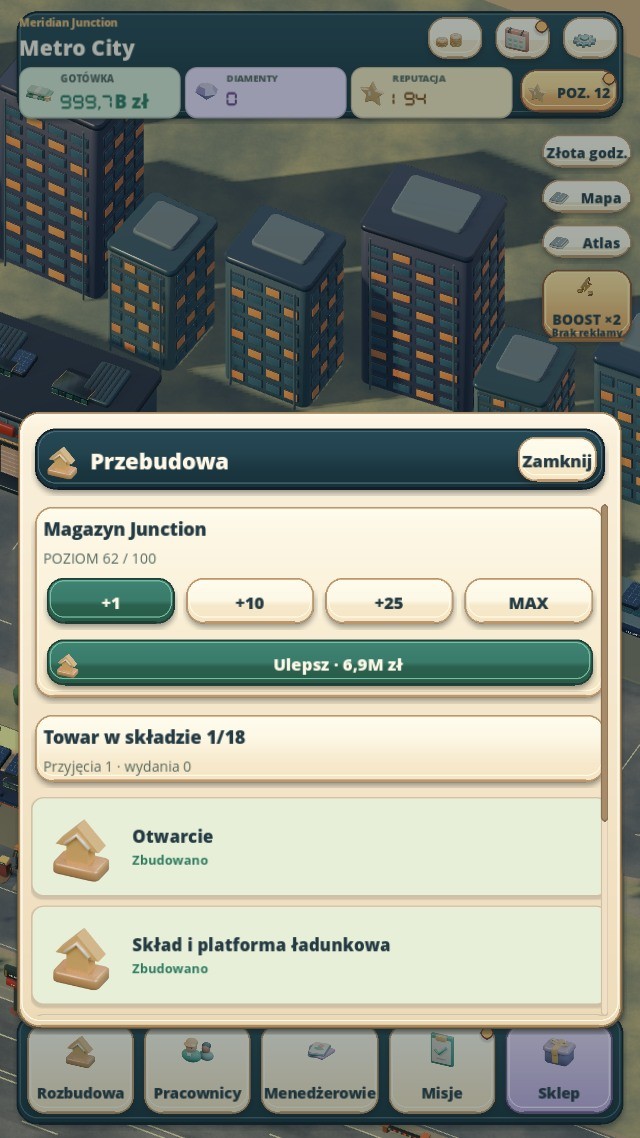 Meridian Junction
Metro City
GOTÓWKA
999,7B zł
DIAMENTY
0
REPUTACJA
194
POZ. 12
Złota godz.
Mapa
Atlas
BOOST ×2
Brak reklamy
Przebudowa
Zamknij
Magazyn Junction
POZIOM 62 / 100
+1
+10
+25
MAX
Ulepsz · 6,9M zł
Towar w składzie 1/18
Przyjęcia 1 · wydania 0
Otwarcie
Zbudowano
Skład i platforma ładunkowa
Zbudowano
Rozbudowa
Pracownicy
Menedżerowie
Misje
Sklep